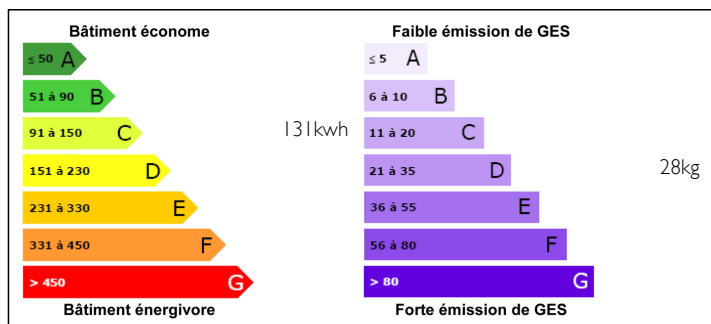 Bâtiment économe
≤ 50 A
51 à 90 B
91 à 150 C
151 à 230 D
231 à 330 E
331 à 450 F
> 450 G
Bâtiment énergivore
131kwh
Faible émission de GES
≤ 5 A
6 à 10 B
11 à 20 C
21 à 35 D
36 à 55 E
56 à 80 F
> 80 G
Forte émission de GES
28kg